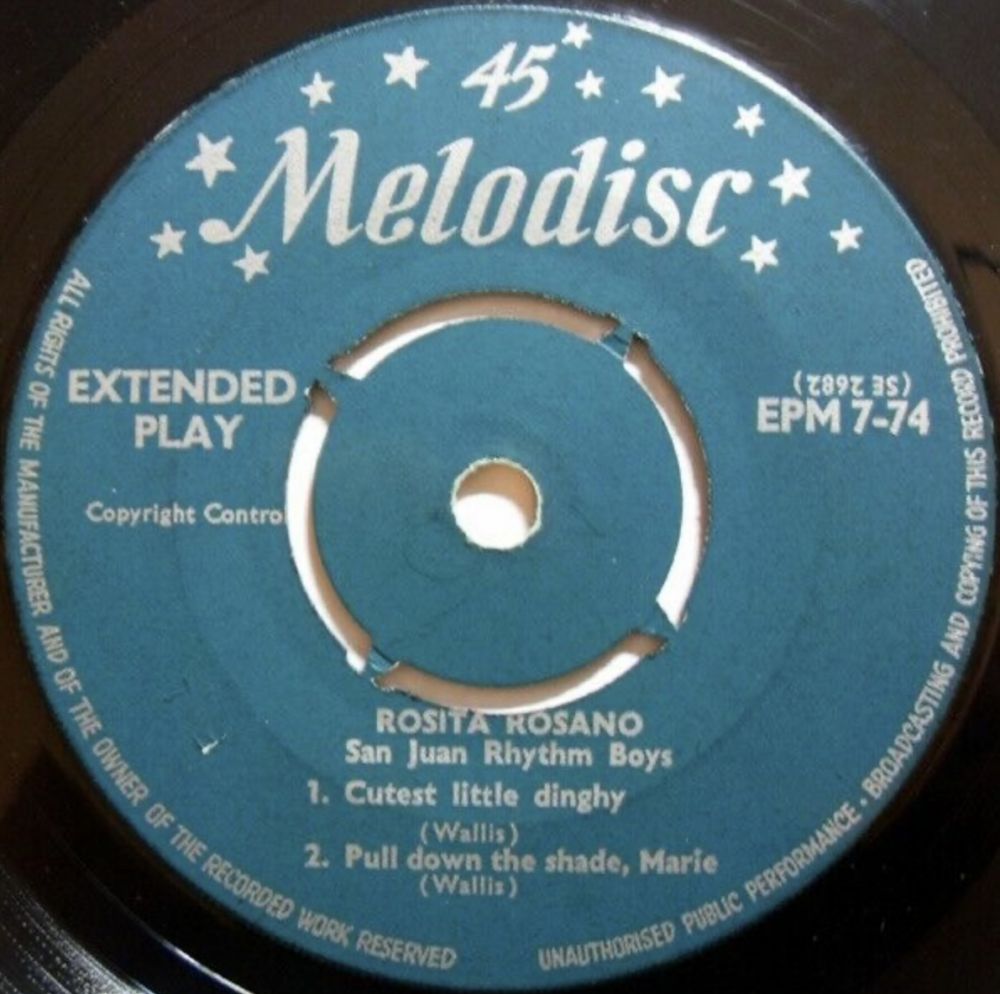 45
Melodisc
EXTENDED
PLAY
(SE 2682)
EPM 7-74
Copyright Control
ROSITA ROSANO
San Juan Rhythm Boys
1. Cutest little dinghy
(Wallis)
2. Pull down the shade, Marie
(Wallis)
ALL RIGHTS OF THE MANUFACTURER AND OF THE OWNER OF THE RECORDED WORK RESERVED
UNAUTHORISED PUBLIC PERFORMANCE · BROADCASTING AND COPYING OF THIS RECORD PROHIBITED